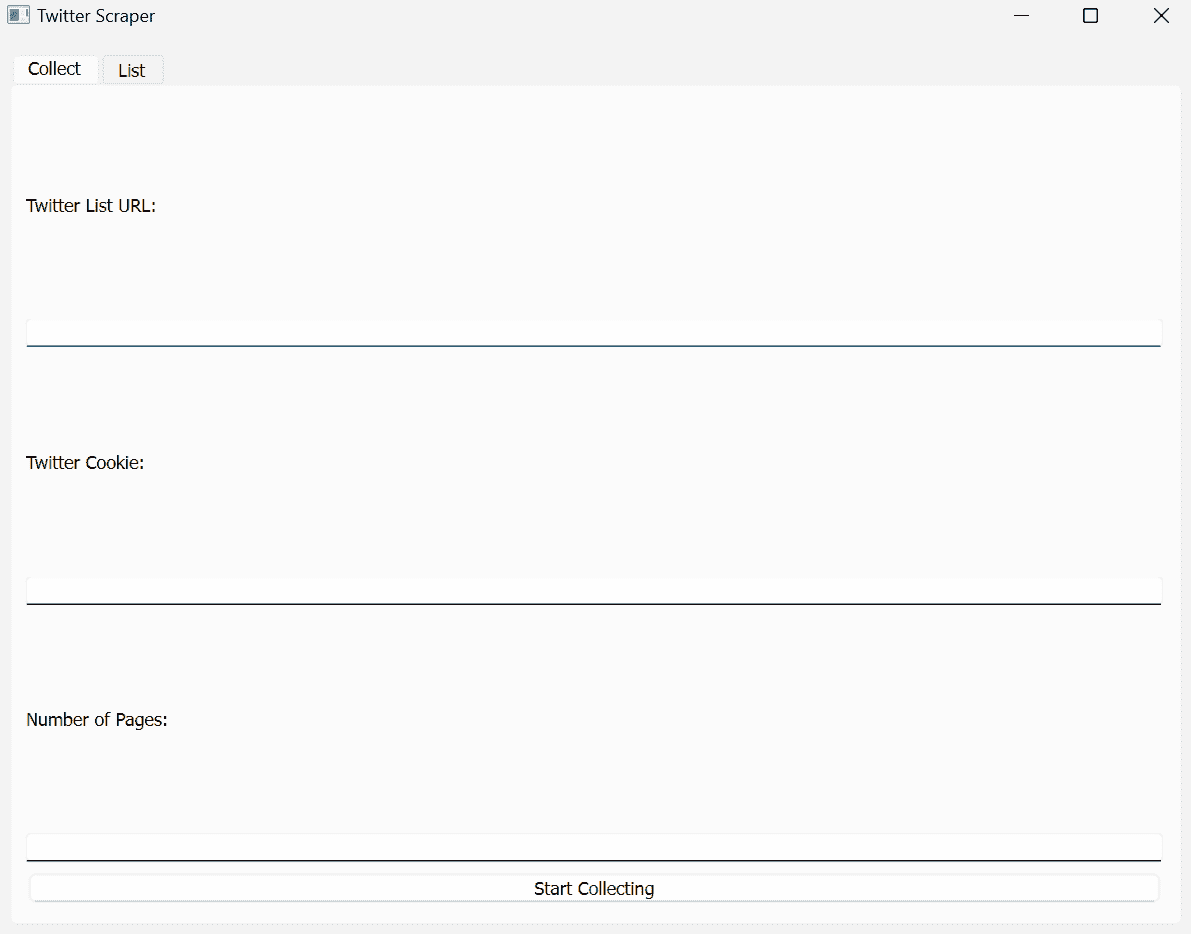 Twitter Scraper
Collect
List
Twitter List URL:
Twitter Cookie:
Number of Pages:
Start Collecting